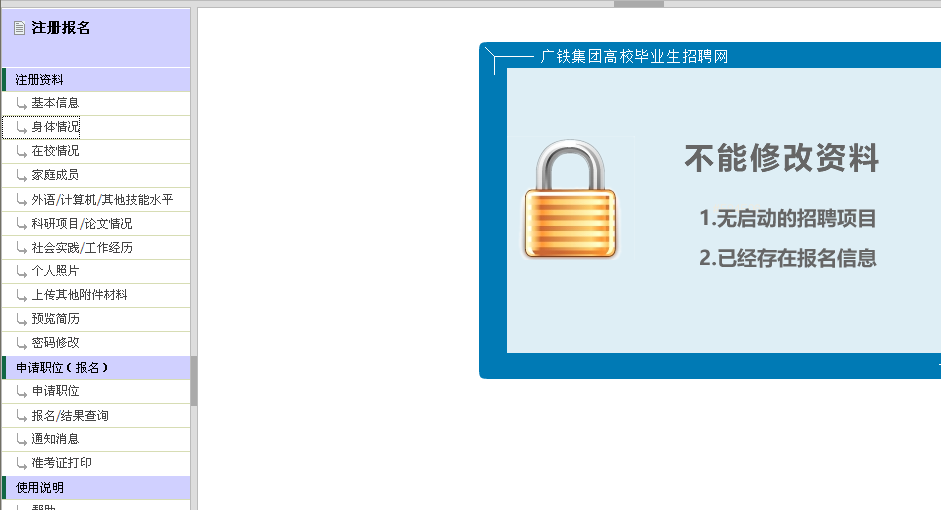 注册报名
注册资料
基本信息
身体情况
在校情况
家庭成员
外语/计算机/其他技能水平
科研项目/论文情况
社会实践/工作经历
个人照片
上传其他附件材料
预览简历
密码修改
申请职位（报名）
申请职位
报名/结果查询
通知消息
准考证打印
使用说明
帮助
广铁集团高校毕业生招聘网
不能修改资料
1.无启动的招聘项目
2.已经存在报名信息